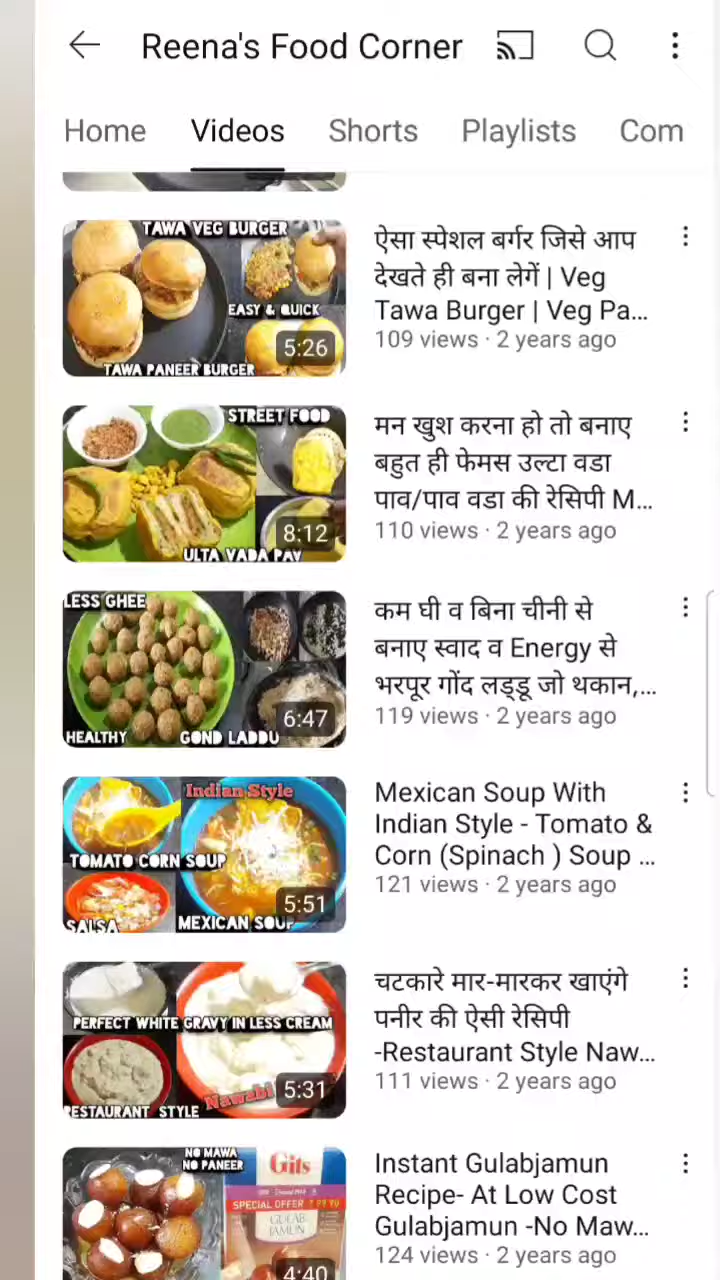 Reena's Food Corner
Home Videos Shorts Playlists Com
TAWA VEG BURGER
EASY & QUICK
5:26
TAWA PANEER BURGER
ऐसा स्पेशल बर्गर जिसे आप
देखते ही बना लेगें | Veg
Tawa Burger | Veg Pa...
109 views · 2 years ago
STREET FOOD
8:12
ULTA VADA PAV
मन खुश करना हो तो बनाए
बहुत ही फेमस उल्टा वडा
पाव/पाव वडा की रेसिपी M...
110 views · 2 years ago
LESS GHEE
6:47
HEALTHY GOND LADDU
कम घी व बिना चीनी से
बनाए स्वाद व Energy से
भरपूर गोंद लड्डू जो थकान,...
119 views · 2 years ago
Indian Style
TOMATO CORN SOUP
5:51
SALSA MEXICAN SOUP
Mexican Soup With
Indian Style - Tomato &
Corn (Spinach ) Soup ...
121 views · 2 years ago
PERFECT WHITE GRAVY IN LESS CREAM
Nawabi 5:31
RESTAURANT STYLE
चटकारे मार-मारकर खाएंगे
पनीर की ऐसी रेसिपी
-Restaurant Style Naw...
111 views · 2 years ago
NO MAWA
NO PANEER
Gits
SPECIAL OFFER
GULAB
JAMUN
4:40
Instant Gulabjamun
Recipe- At Low Cost
Gulabjamun -No Maw...
124 views · 2 years ago